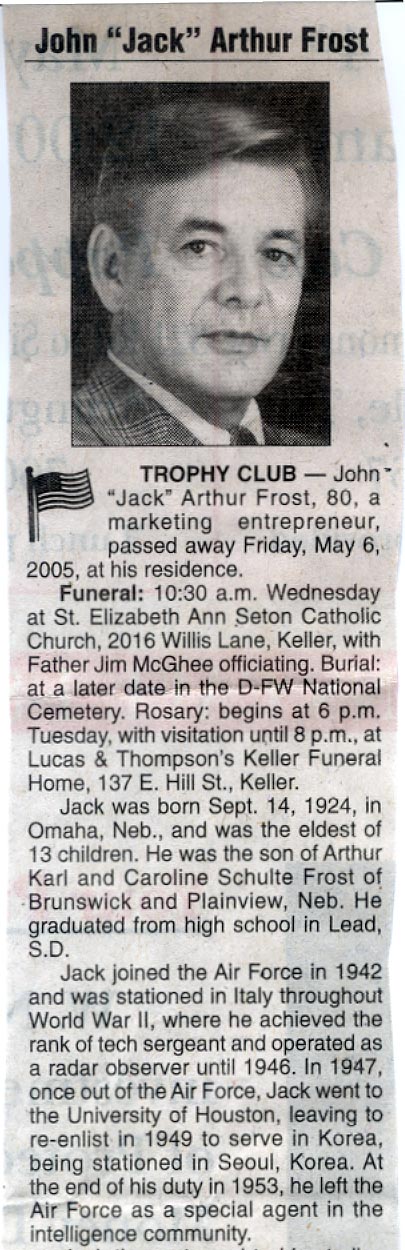 John “Jack” Arthur Frost
TROPHY CLUB — John
“Jack” Arthur Frost, 80, a
marketing entrepreneur,
passed away Friday, May 6,
2005, at his residence.
Funeral: 10:30 a.m. Wednesday
at St. Elizabeth Ann Seton Catholic
Church, 2016 Willis Lane, Keller, with
Father Jim McGhee officiating. Burial:
at a later date in the D-FW National
Cemetery. Rosary: begins at 6 p.m.
Tuesday, with visitation until 8 p.m., at
Lucas & Thompson’s Keller Funeral
Home, 137 E. Hill St., Keller.
Jack was born Sept. 14, 1924, in
Omaha, Neb., and was the eldest of
13 children. He was the son of Arthur
Karl and Caroline Schulte Frost of
Brunswick and Plainview, Neb. He
graduated from high school in Lead,
S.D.
Jack joined the Air Force in 1942
and was stationed in Italy throughout
World War II, where he achieved the
rank of tech sergeant and operated as
a radar observer until 1946. In 1947,
once out of the Air Force, Jack went to
the University of Houston, leaving to
re-enlist in 1949 to serve in Korea,
being stationed in Seoul, Korea. At
the end of his duty in 1953, he left the
Air Force as a special agent in the
intelligence community.